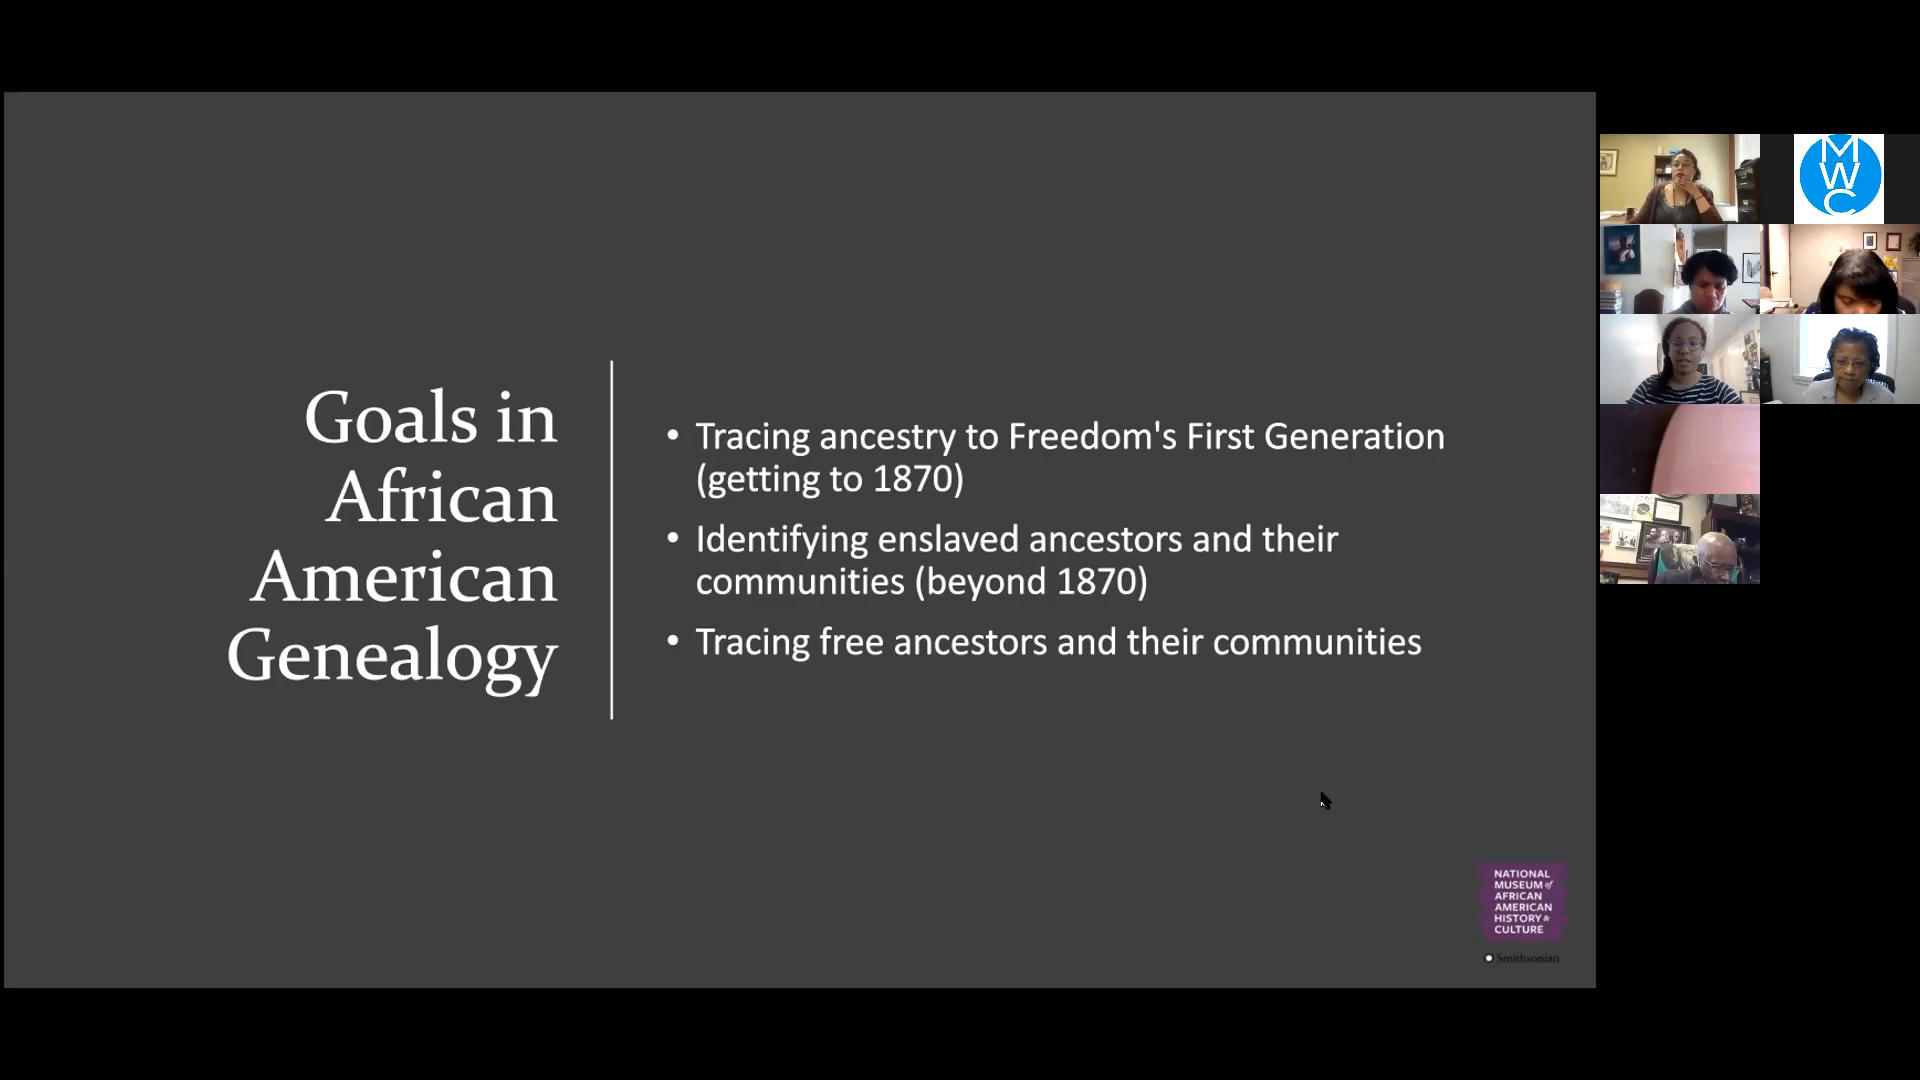 Goals in
African
American
Genealogy
• Tracing ancestry to Freedom's First Generation
(getting to 1870)
• Identifying enslaved ancestors and their
communities (beyond 1870)
• Tracing free ancestors and their communities
NATIONAL
MUSEUM of
AFRICAN
AMERICAN
HISTORY &
CULTURE
Smithsonian
M
W
C